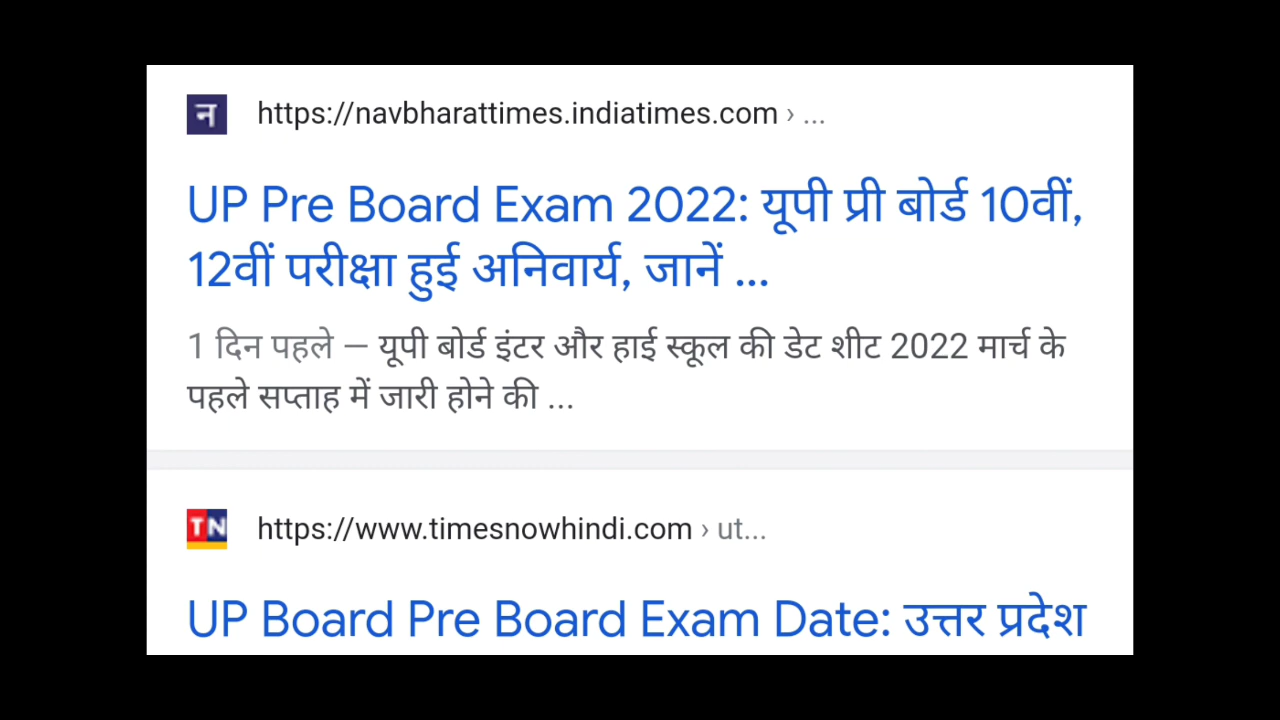 न https://navbharattimes.indiatimes.com › ...
UP Pre Board Exam 2022: यूपी प्री बोर्ड 10वीं,
12वीं परीक्षा हुई अनिवार्य, जानें ...
1 दिन पहले — यूपी बोर्ड इंटर और हाई स्कूल की डेट शीट 2022 मार्च के
पहले सप्ताह में जारी होने की ...
TN https://www.timesnowhindi.com › ut...
UP Board Pre Board Exam Date: उत्तर प्रदेश